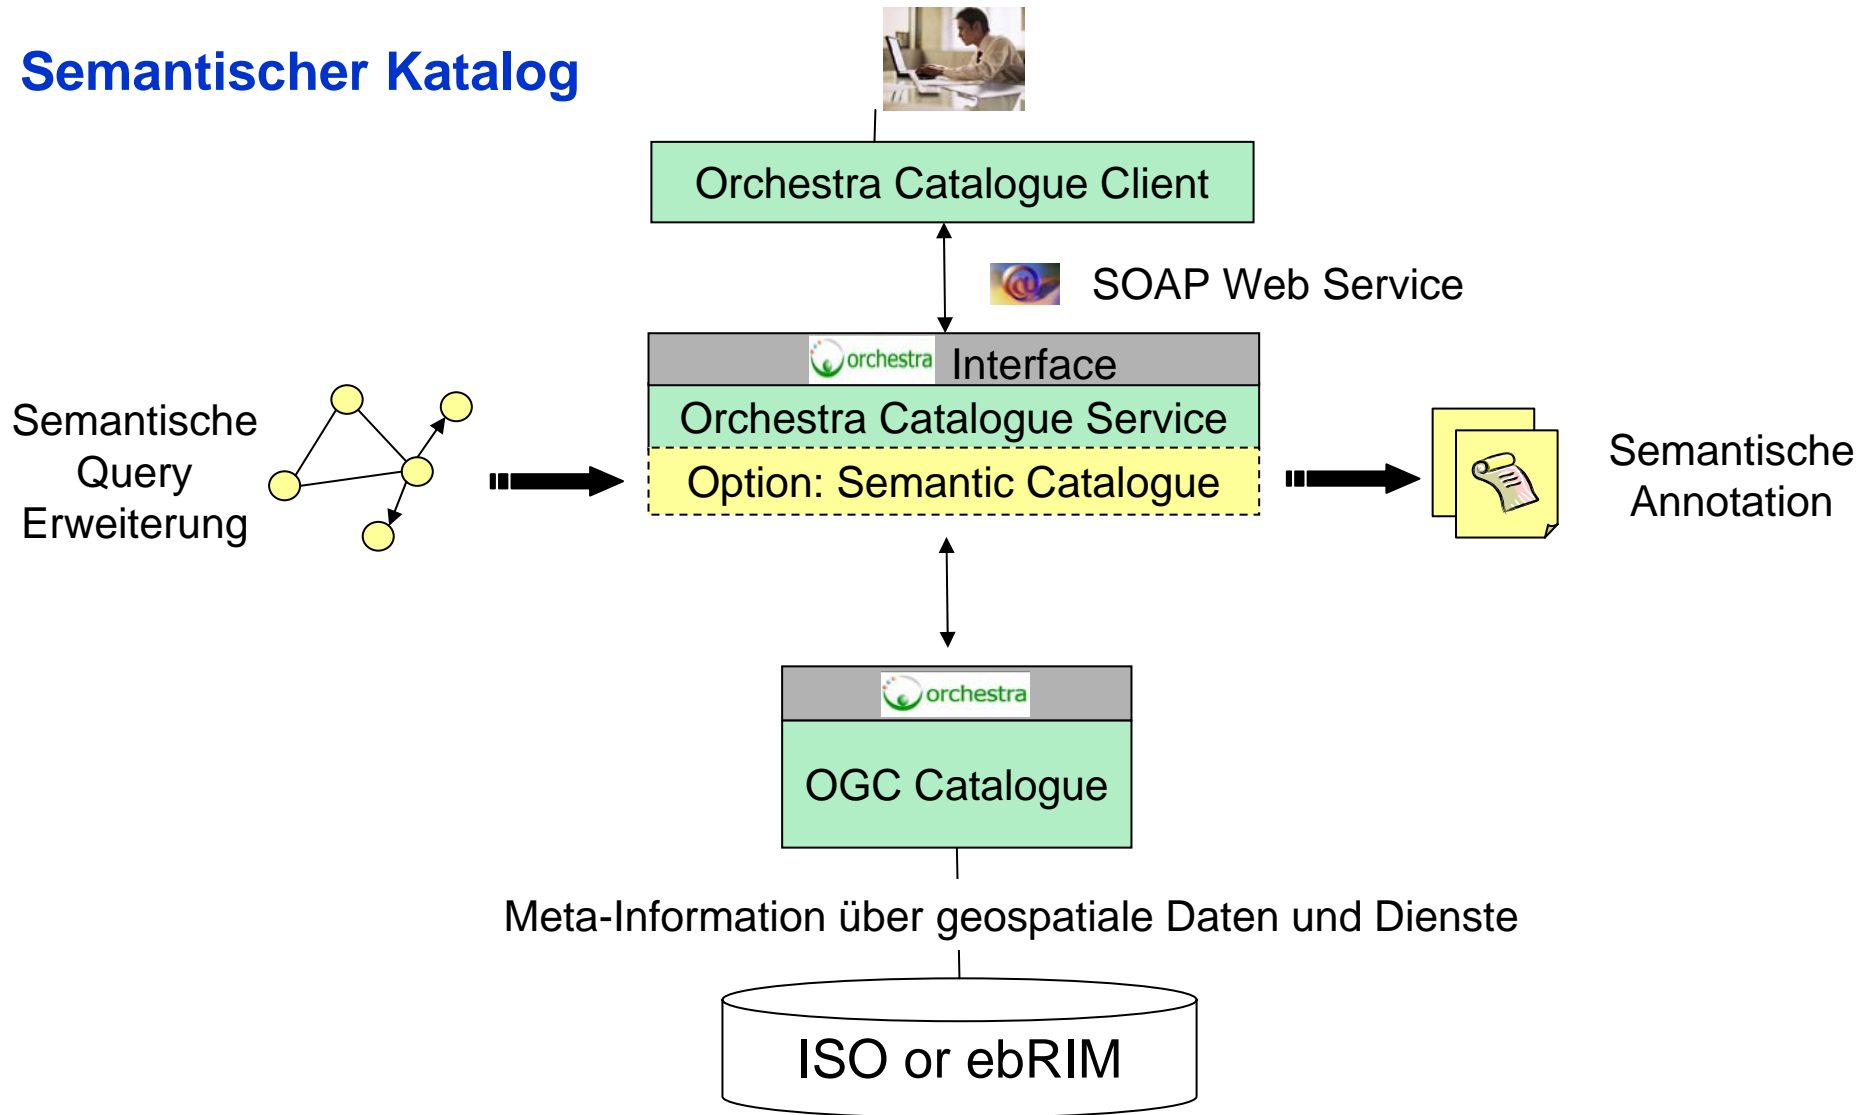 Semantischer Katalog
Orchestra Catalogue Client
SOAP Web Service
orchestra Interface
Orchestra Catalogue Service
Option: Semantic Catalogue
Semantische
Query
Erweiterung
Semantische
Annotation
orchestra
OGC Catalogue
Meta-Information über geospatiale Daten und Dienste
ISO or ebRIM